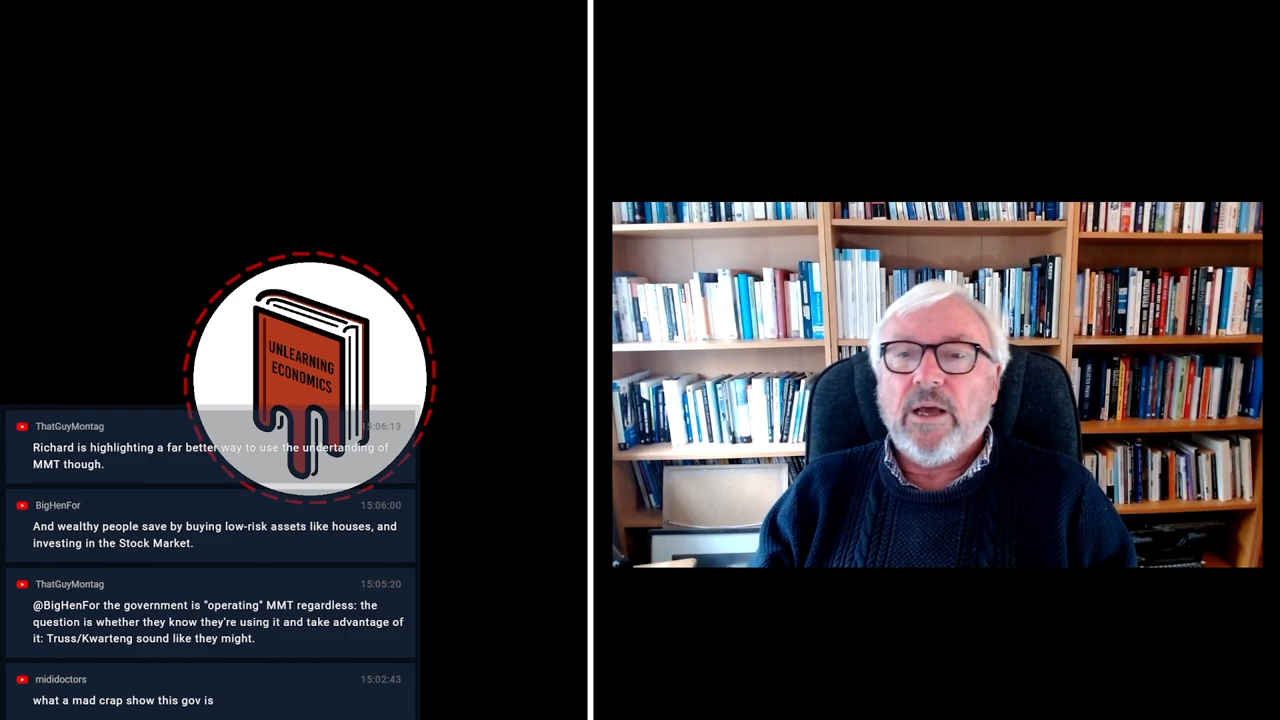 UNLEARNING
ECONOMICS
ThatGuyMontag 15:06:13
Richard is highlighting a far better way to use the undertanding of
MMT though.
BigHenFor 15:06:00
And wealthy people save by buying low-risk assets like houses, and
investing in the Stock Market.
ThatGuyMontag 15:05:20
@BigHenFor the government is "operating" MMT regardless: the
question is whether they know they're using it and take advantage of
it: Truss/Kwarteng sound like they might.
mididoctors 15:02:43
what a mad crap show this gov is